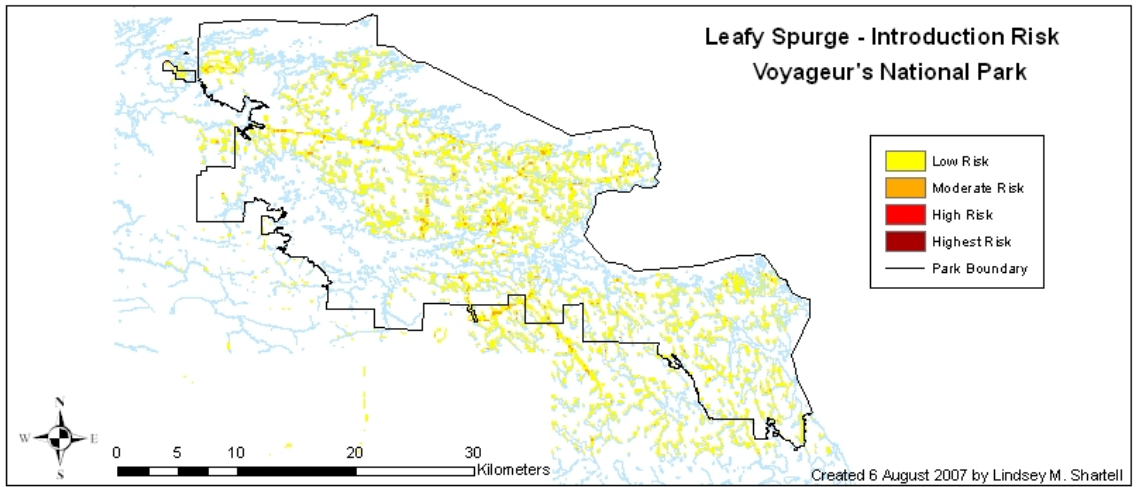 Leafy Spurge - Introduction Risk
Voyageur's National Park
Low Risk
Moderate Risk
High Risk
Highest Risk
Park Boundary
N
W E
S
0 5 10 20 30
Kilometers
Created 6 August 2007 by Lindsey M. Shartell